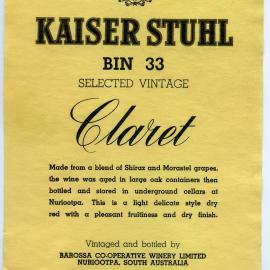 KAISER STUHL
BIN 33
SELECTED VINTAGE
Claret
Made from a blend of Shiraz and Morastel grapes,
the wine was aged in large oak containers then
bottled and stored in underground cellars at
Nuriootpa. This is a light delicate style dry
red with a pleasant fruitiness and dry finish.
Vintaged and bottled by
BAROSSA CO-OPERATIVE WINERY LIMITED
NURIOOTPA, SOUTH AUSTRALIA